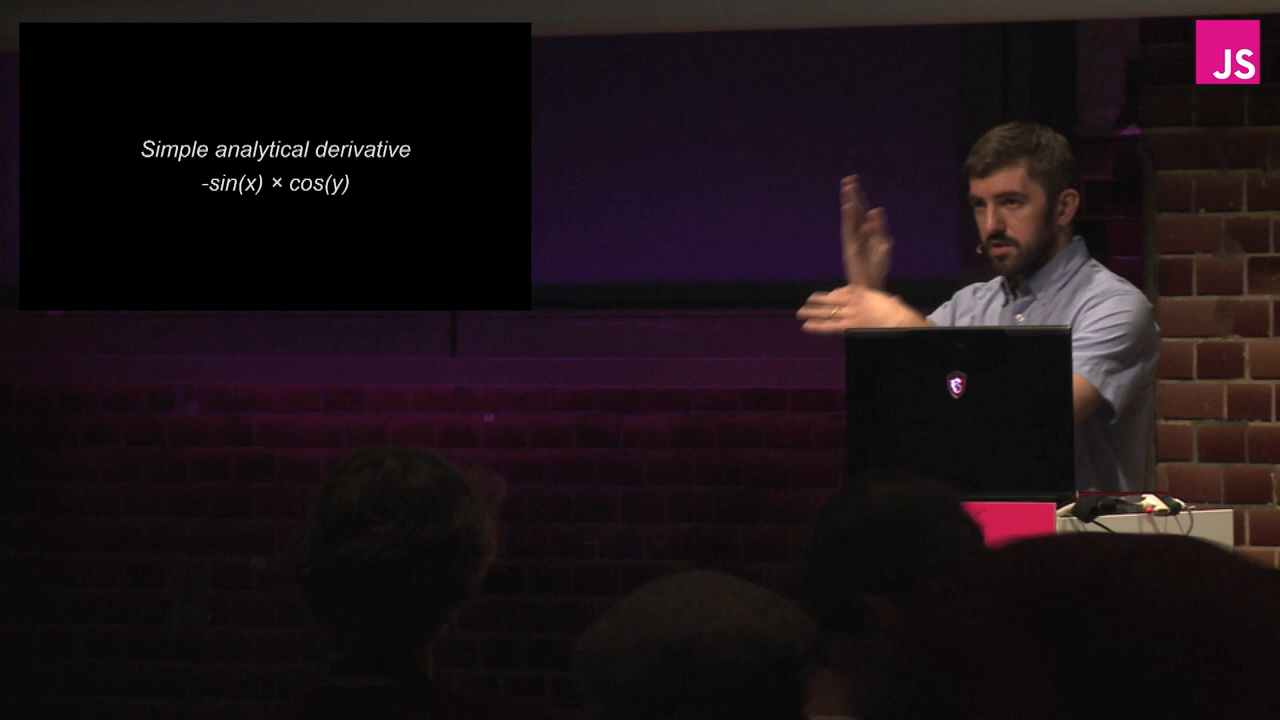 Simple analytical derivative
-sin(x) × cos(y)
JS